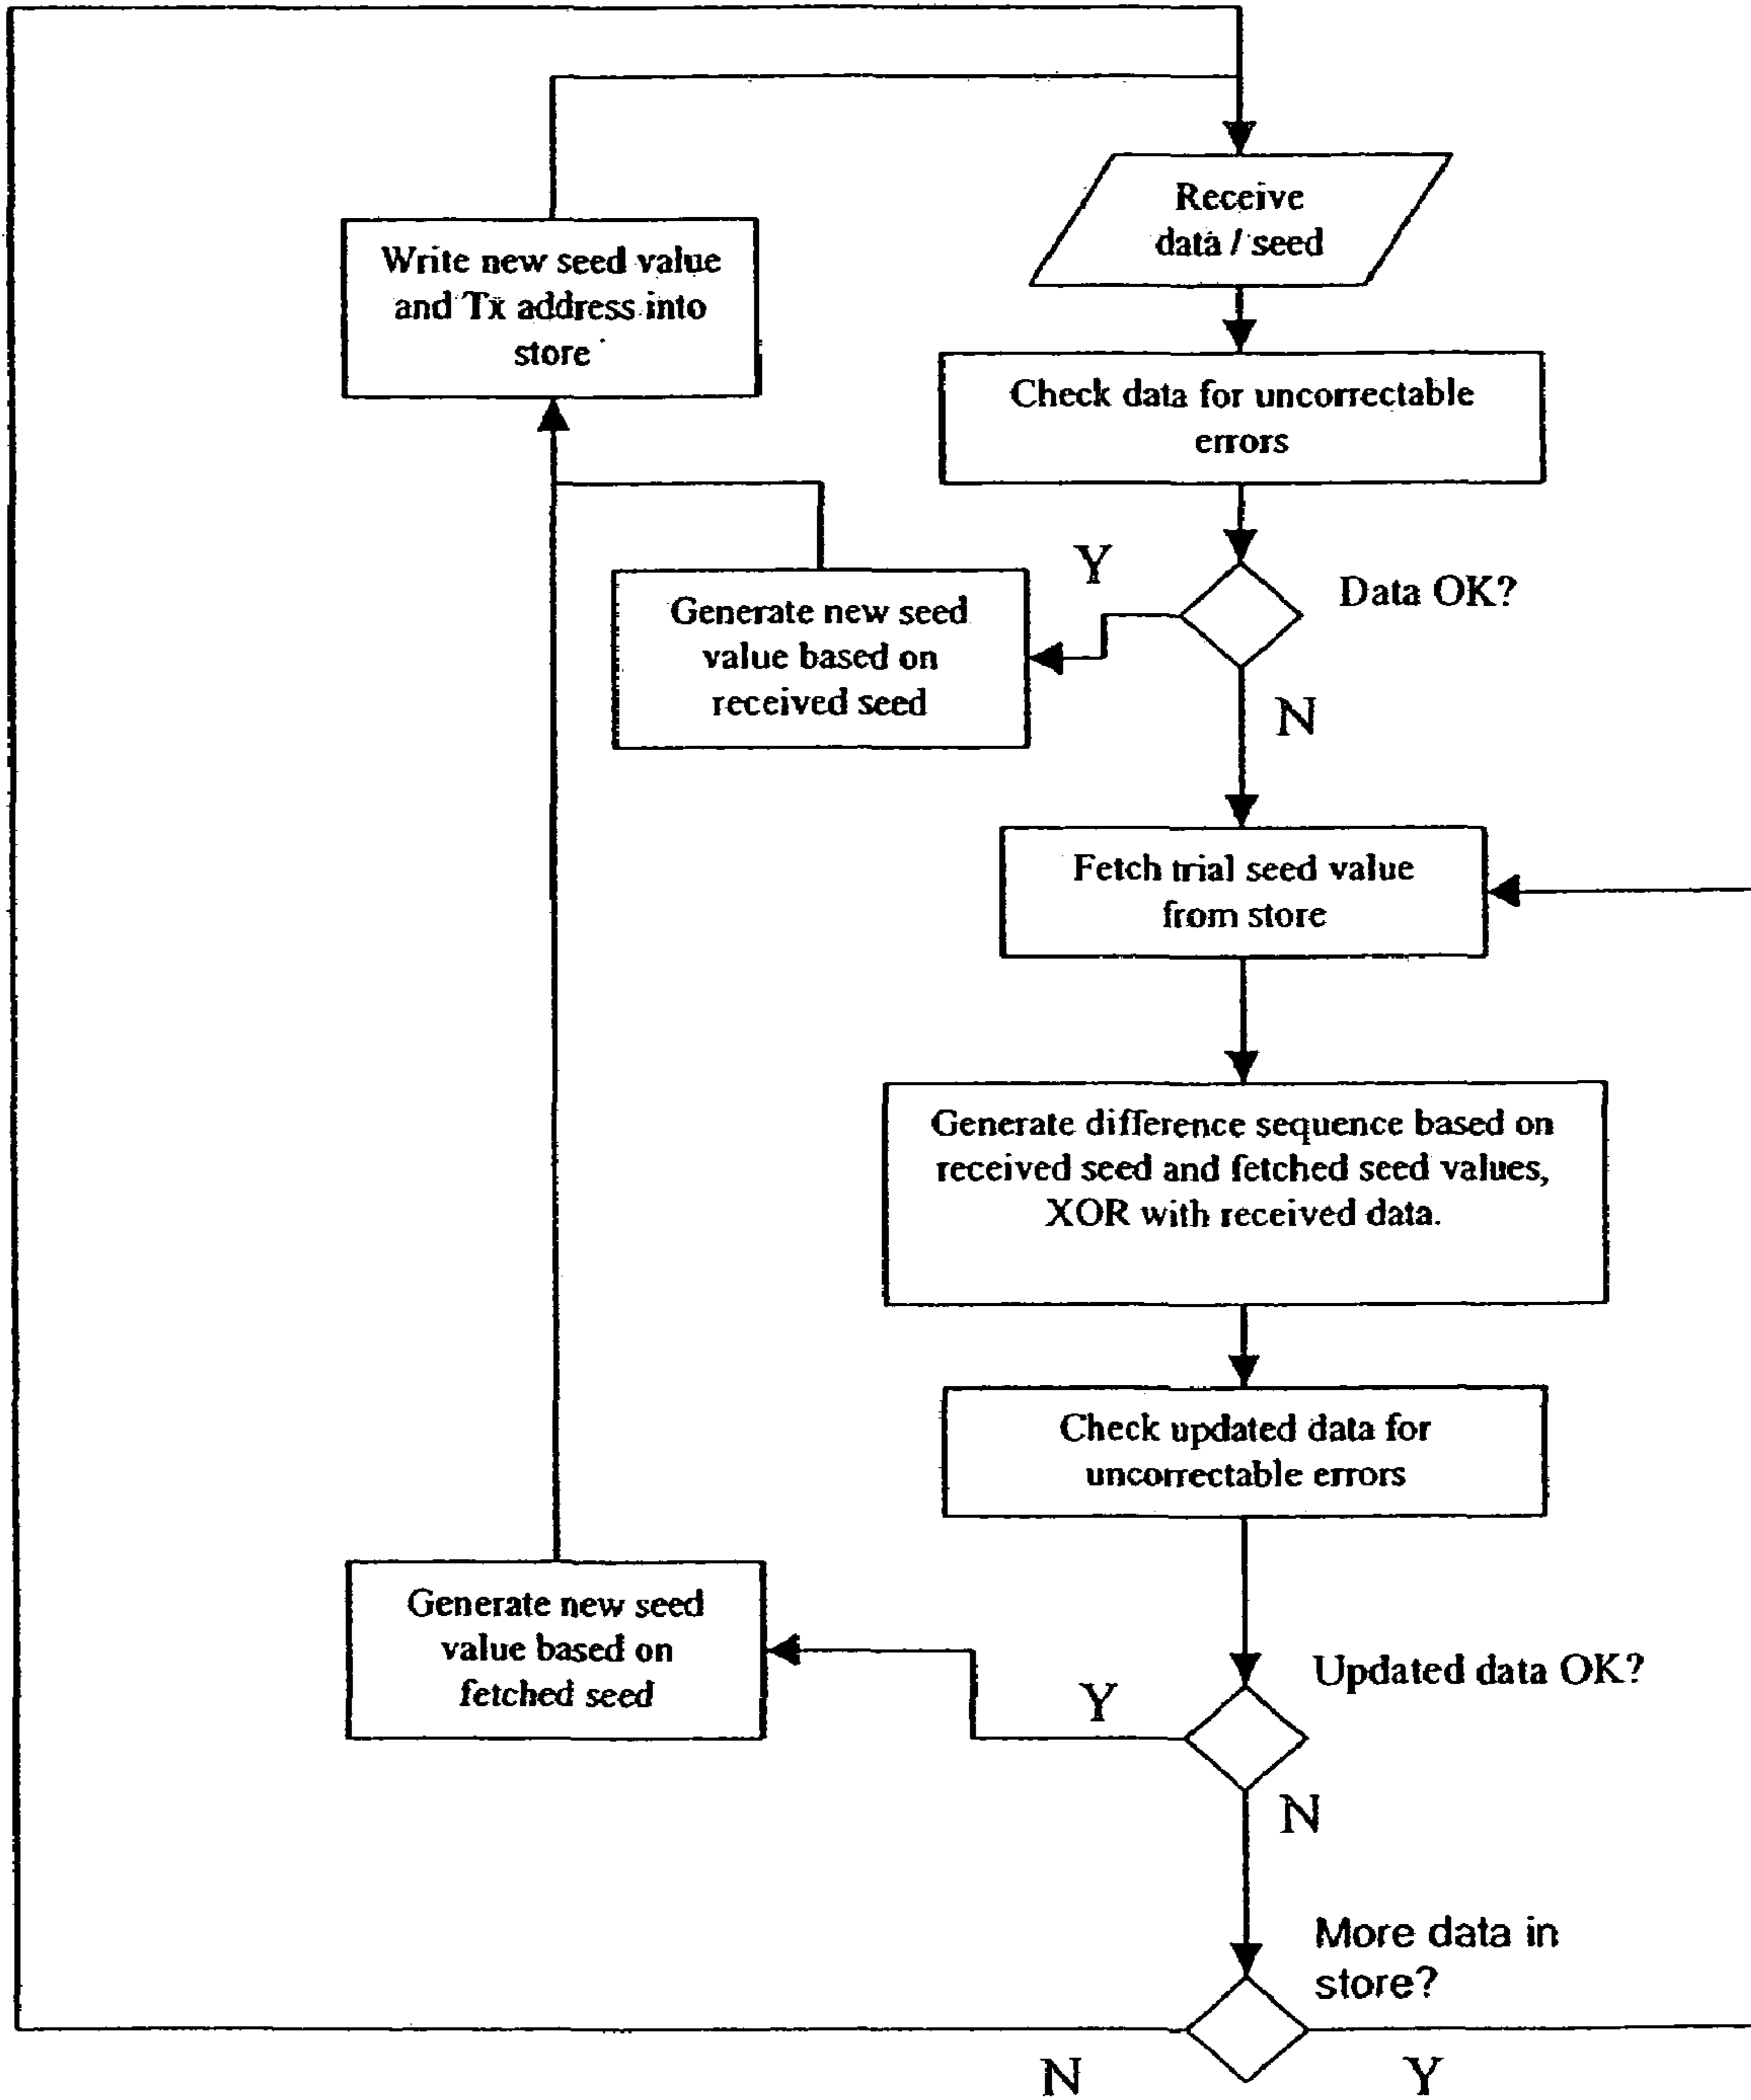 Receive
data / seed
Write new seed value
and Tx address into
store
Check data for uncorrectable
errors
Y
Data OK?
Generate new seed
value based on
received seed
N
Fetch trial seed value
from store
Generate difference sequence based on
received seed and fetched seed values,
XOR with received data.
Check updated data for
uncorrectable errors
Generate new seed
value based on
fetched seed
Updated data OK?
Y
N
More data in
store?
N
Y